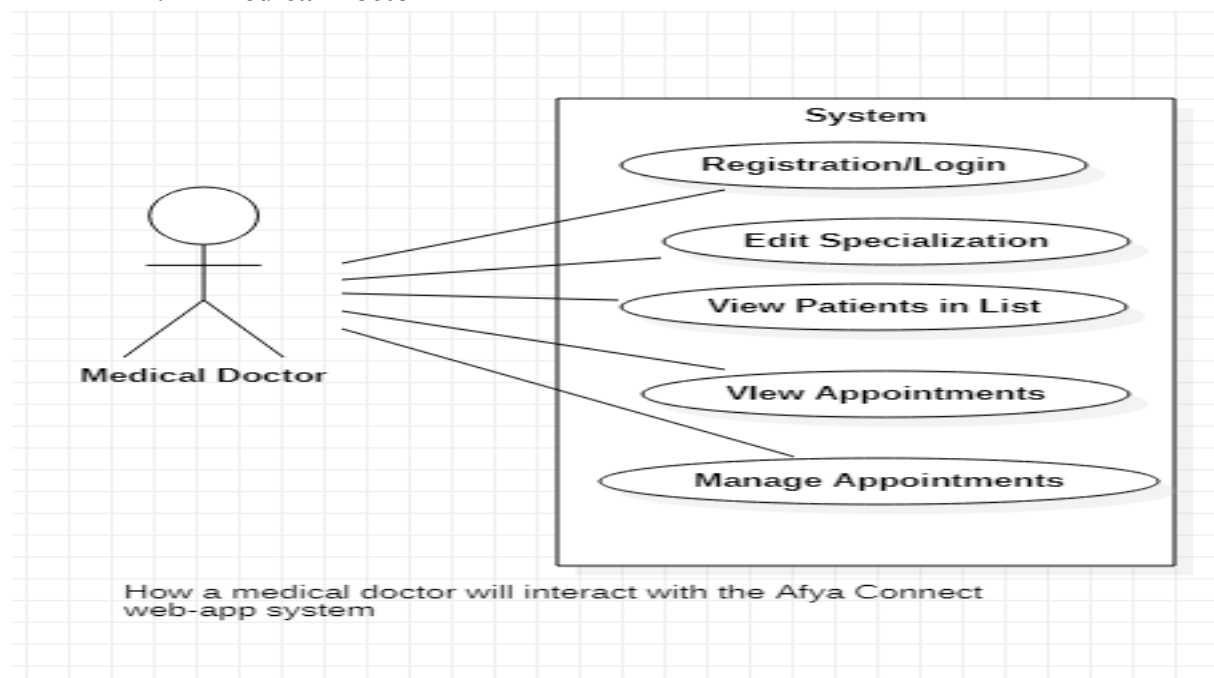 System
Registration/Login
Edit Specialization
View Patients in List
VIew Appointments
Manage Appointments
Medical Doctor
How a medical doctor will interact with the Afya Connect
web-app system